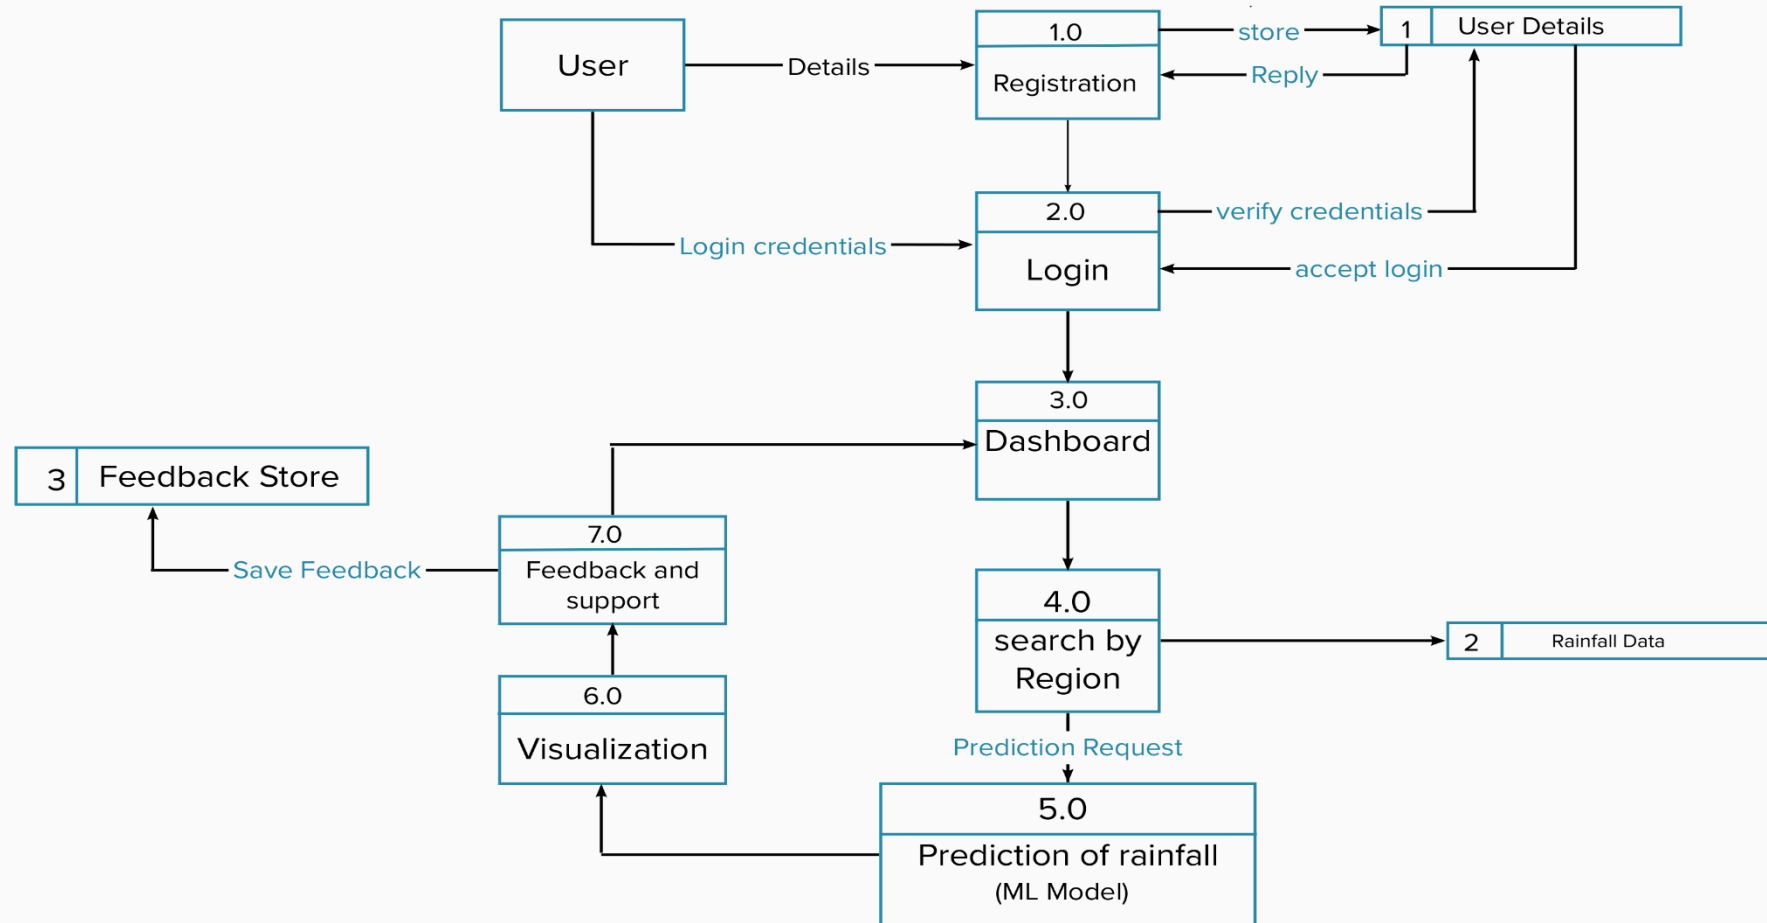 User
Details
1.0
Registration
store
Reply
1
User Details
2.0
Login
Login credentials
verify credentials
accept login
3.0
Dashboard
3
Feedback Store
Save Feedback
7.0
Feedback and
support
4.0
search by
Region
2
Rainfall Data
6.0
Visualization
Prediction Request
5.0
Prediction of rainfall
(ML Model)